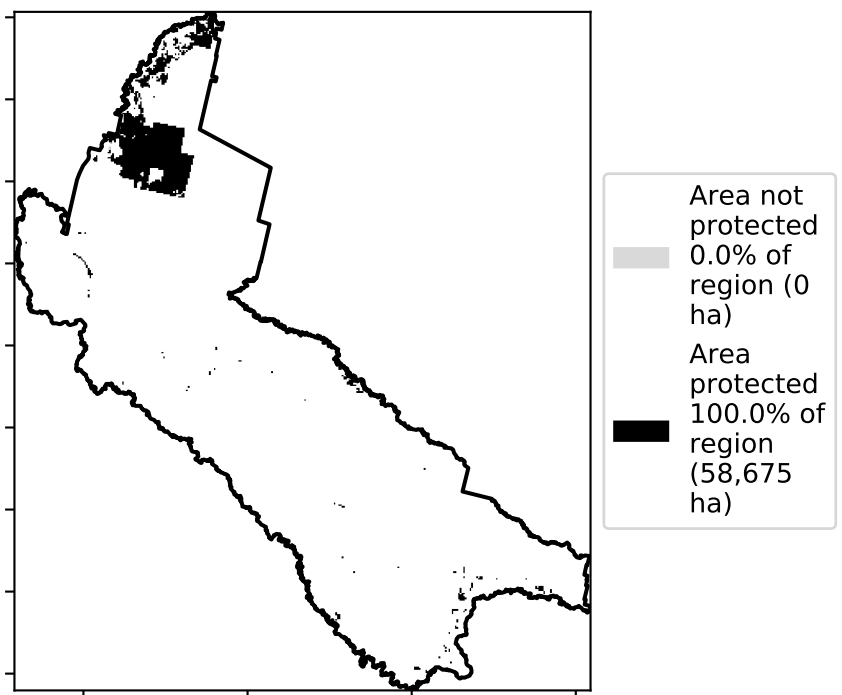 Area not
protected
0.0% of
region (0
ha)
Area
protected
100.0% of
region
(58,675
ha)